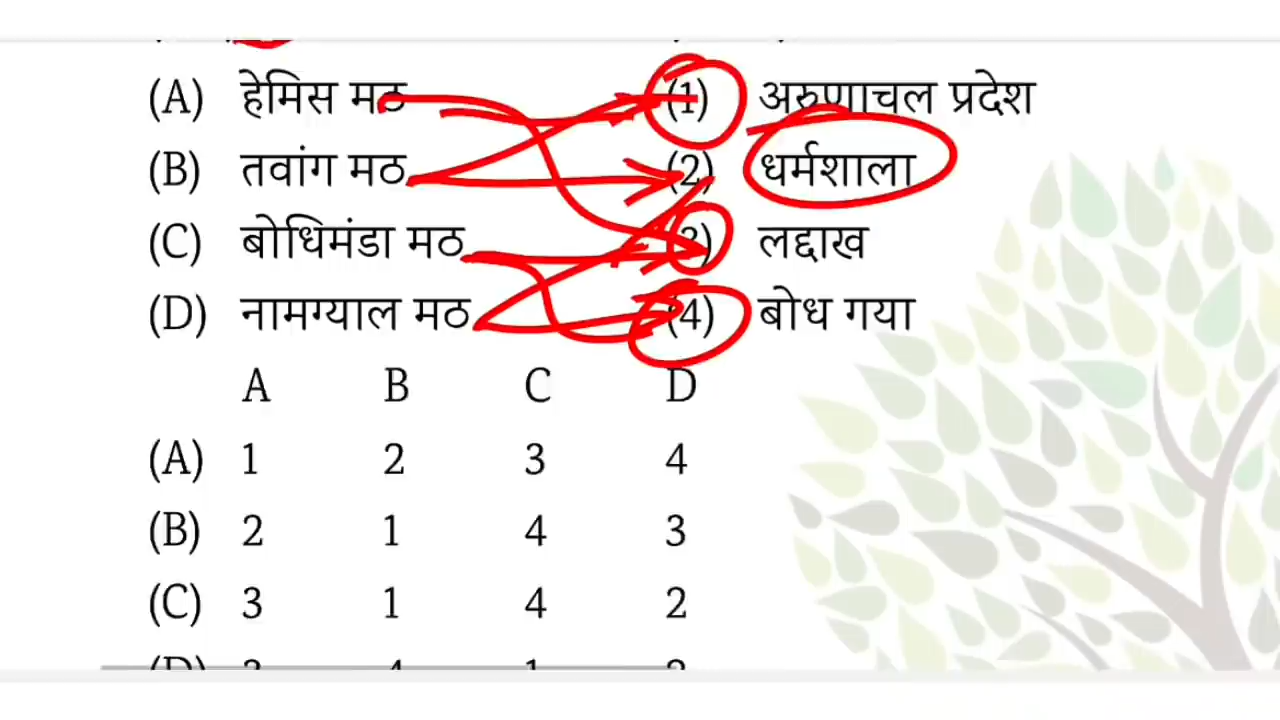 (A) हेमिस मठ (1) अरुणाचल प्रदेश
(B) तवांग मठ (2) धर्मशाला
(C) बोधिमंडा मठ (3) लद्दाख
(D) नामग्याल मठ (4) बोध गया
A B C D
(A) 1 2 3 4
(B) 2 1 4 3
(C) 3 1 4 2